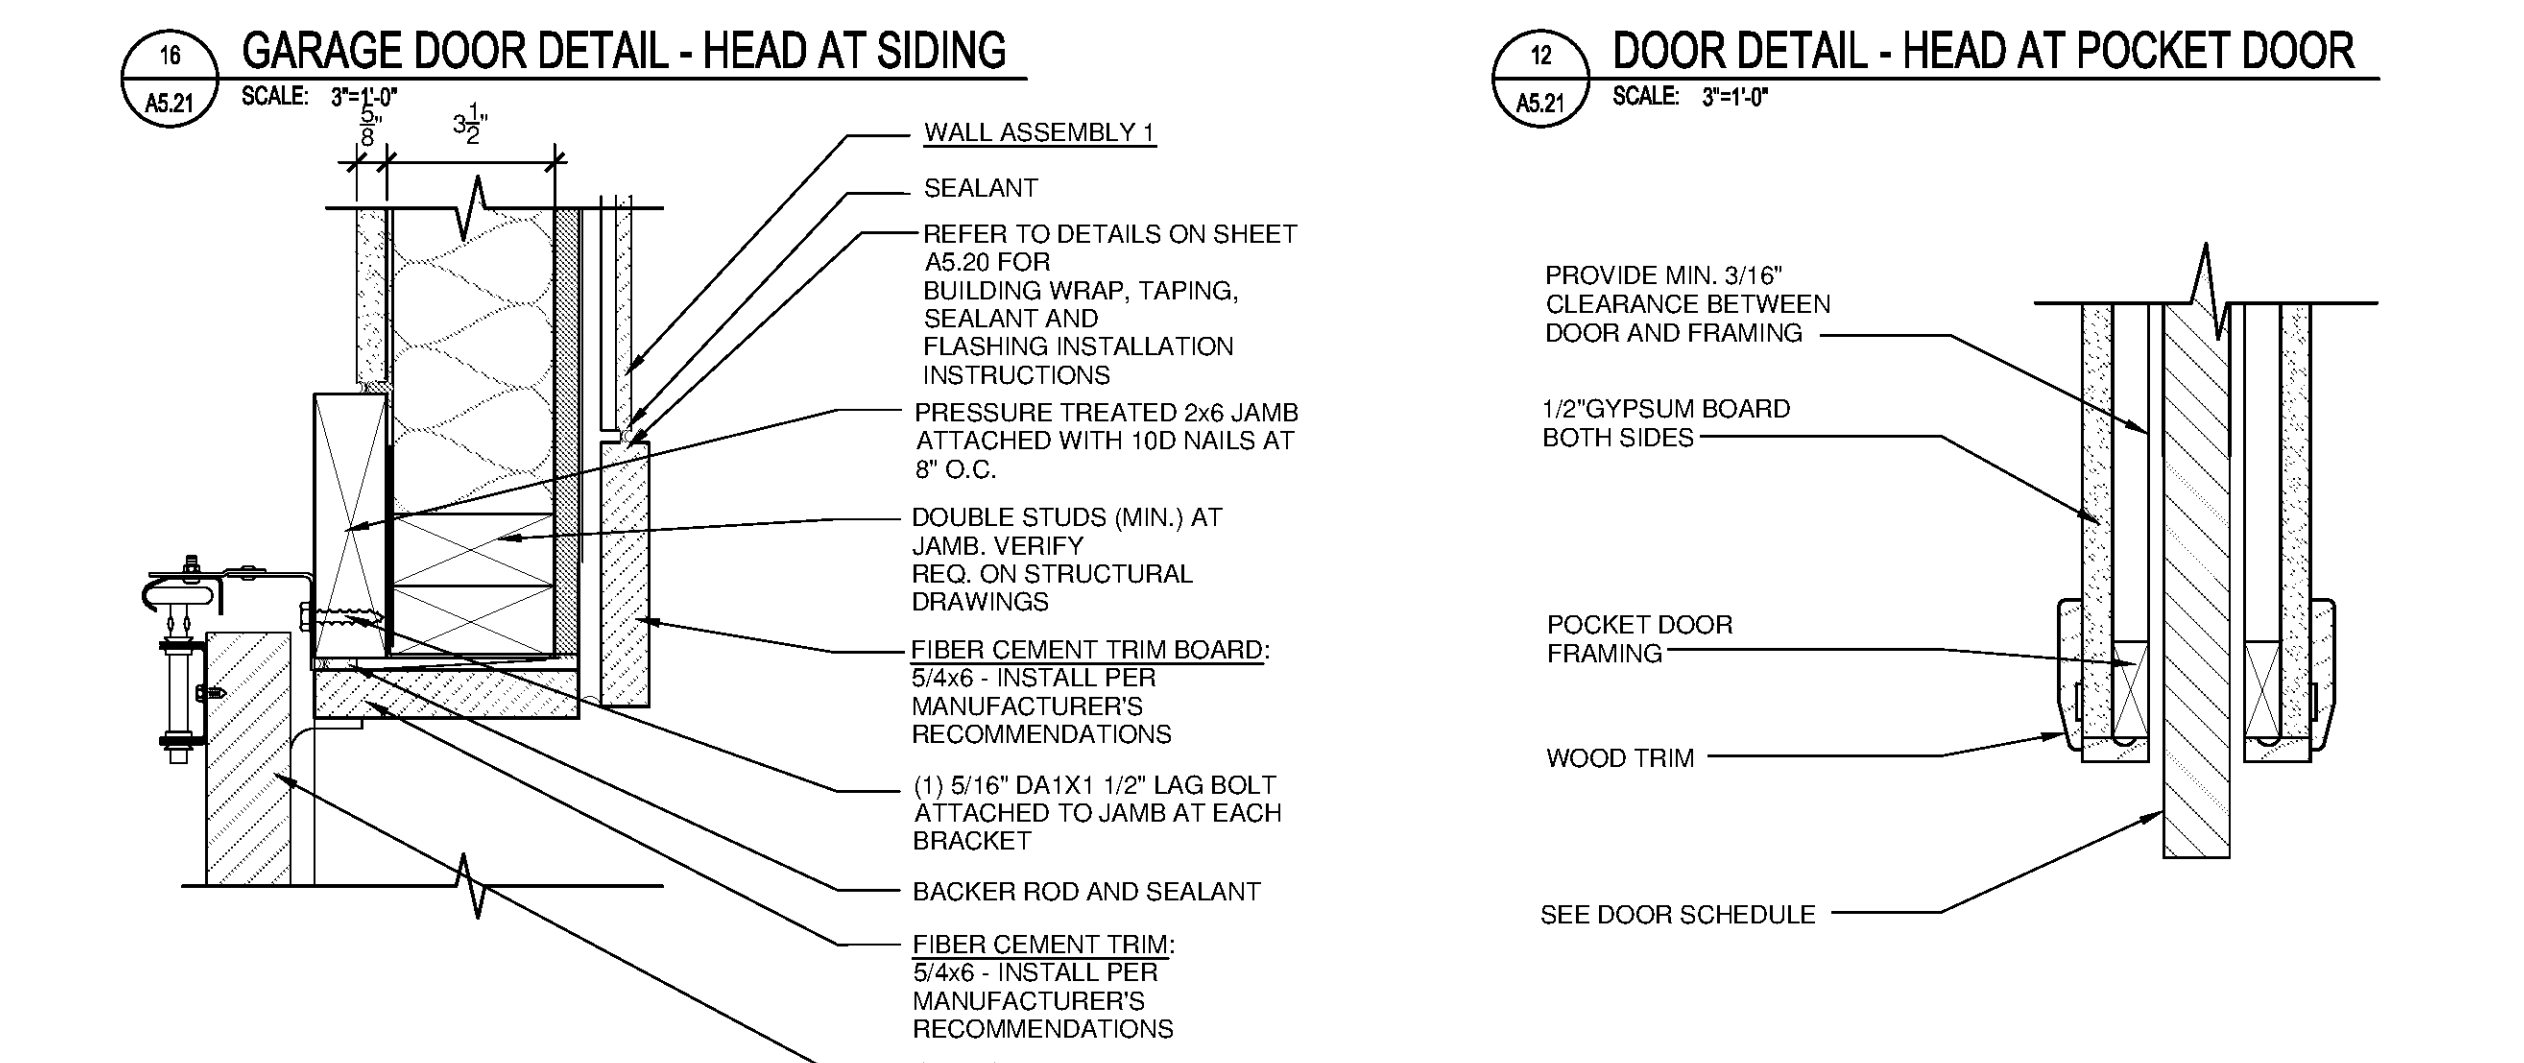 16
A5.21
GARAGE DOOR DETAIL - HEAD AT SIDING
SCALE: 3"=1'-0"
5/8"
3 1/2"
WALL ASSEMBLY 1
SEALANT
REFER TO DETAILS ON SHEET
A5.20 FOR
BUILDING WRAP, TAPING,
SEALANT AND
FLASHING INSTALLATION
INSTRUCTIONS
PRESSURE TREATED 2x6 JAMB
ATTACHED WITH 10D NAILS AT
8" O.C.
DOUBLE STUDS (MIN.) AT
JAMB. VERIFY
REQ. ON STRUCTURAL
DRAWINGS
FIBER CEMENT TRIM BOARD:
5/4x6 - INSTALL PER
MANUFACTURER'S
RECOMMENDATIONS
(1) 5/16" DA1X1 1/2" LAG BOLT
ATTACHED TO JAMB AT EACH
BRACKET
BACKER ROD AND SEALANT
FIBER CEMENT TRIM:
5/4x6 - INSTALL PER
MANUFACTURER'S
RECOMMENDATIONS
12
A5.21
DOOR DETAIL - HEAD AT POCKET DOOR
SCALE: 3"=1'-0"
PROVIDE MIN. 3/16"
CLEARANCE BETWEEN
DOOR AND FRAMING
1/2"GYPSUM BOARD
BOTH SIDES
POCKET DOOR
FRAMING
WOOD TRIM
SEE DOOR SCHEDULE